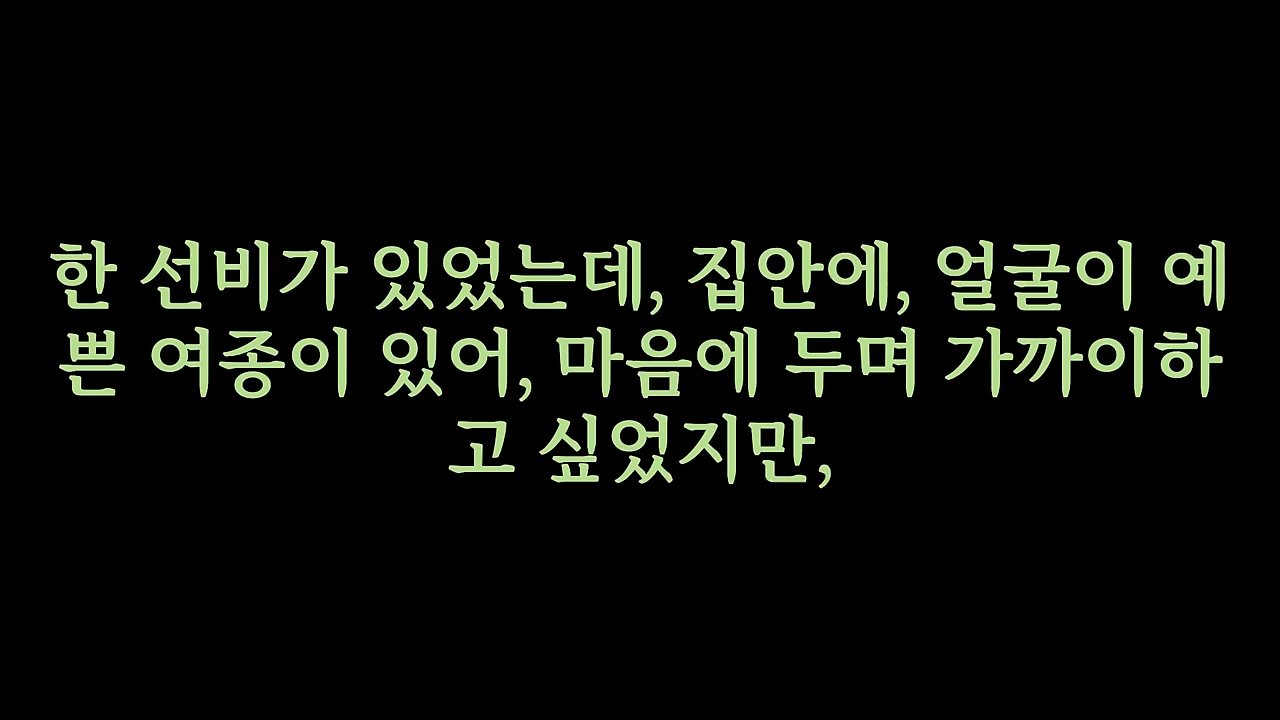 한 선비가 있었는데, 집안에, 얼굴이 예
쁜 여종이 있어, 마음에 두며 가까이하
고 싶었지만,